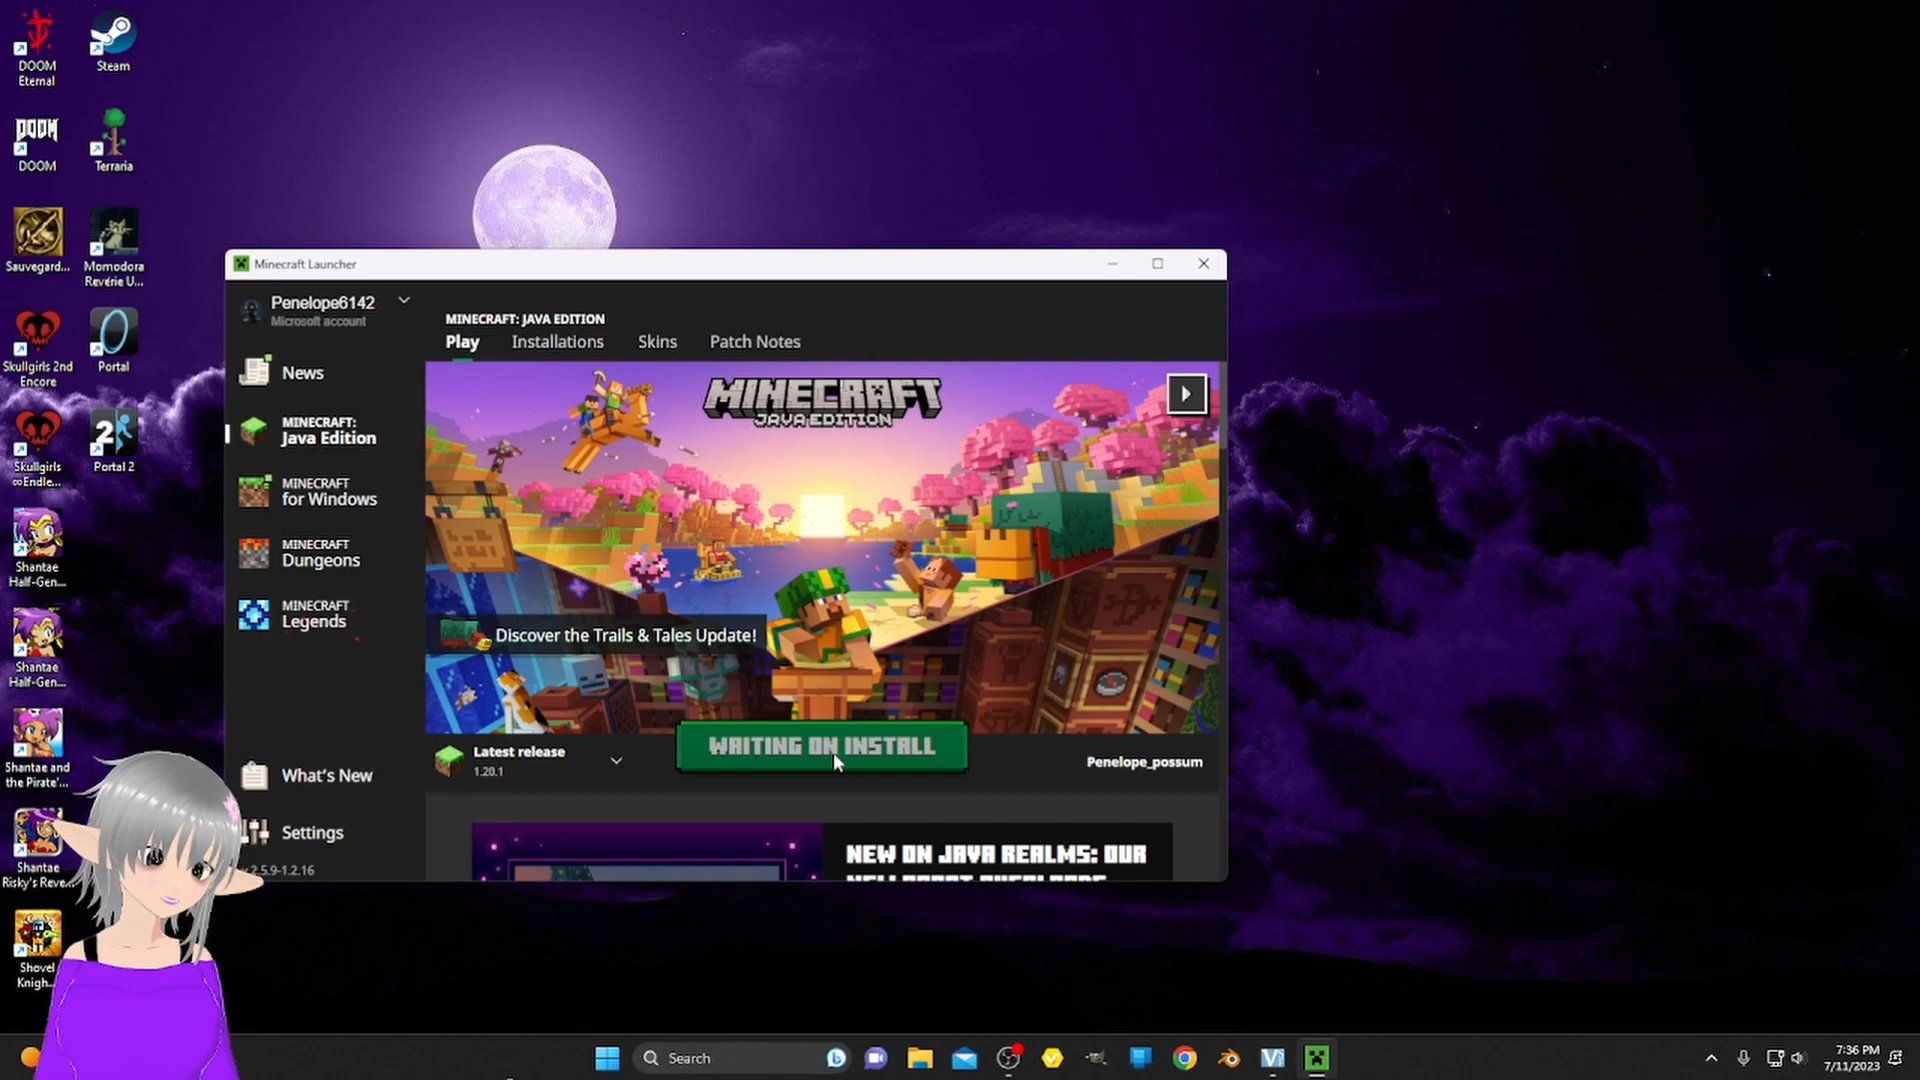 DOOM
Eternal
Steam
DOOM
DOOM
Terraria
Sauvegard...
Momodora
Reverie U...
Skullgirls 2nd
Encore
Portal
Skullgirls
∞Endle...
2
Portal 2
Shantae
Half-Gen...
Shantae
Half-Gen...
Shantae and
the Pirate'...
Shantae
Risky's Reve...
Shovel
Knigh...
Minecraft Launcher
Penelope6142
Microsoft account
News
MINECRAFT:
Java Edition
MINECRAFT
for Windows
MINECRAFT
Dungeons
MINECRAFT
Legends
What's New
Settings
2.5.9-1.2.16
MINECRAFT: JAVA EDITION
Play Installations Skins Patch Notes
MINECRAFT
JAVA EDITION
Discover the Trails & Tales Update!
Latest release
1.20.1
WAITING ON INSTALL
Penelope_possum
NEW ON JAVA REALMS: OUR
Search
7:36 PM
7/11/2023